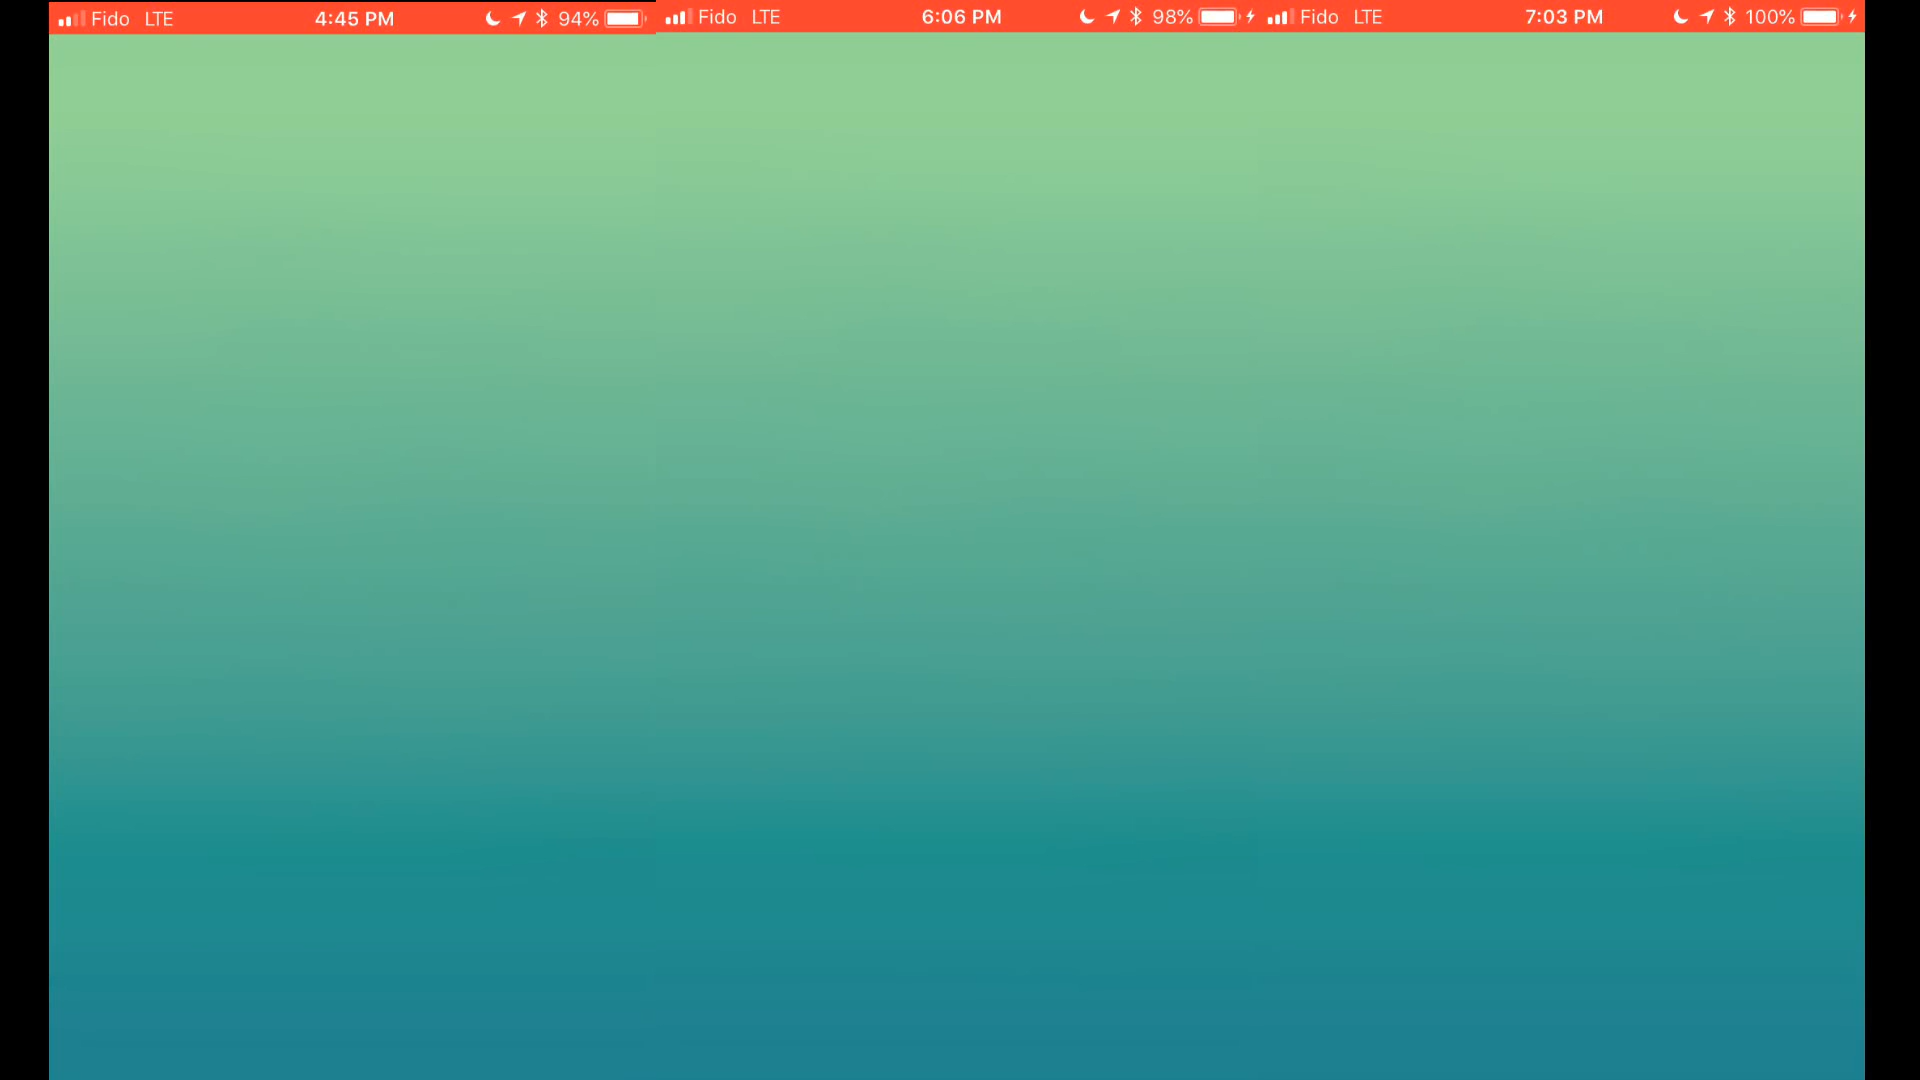 Fido LTE 4:45 PM 94%
Fido LTE 6:06 PM 98%
Fido LTE 7:03 PM 100%